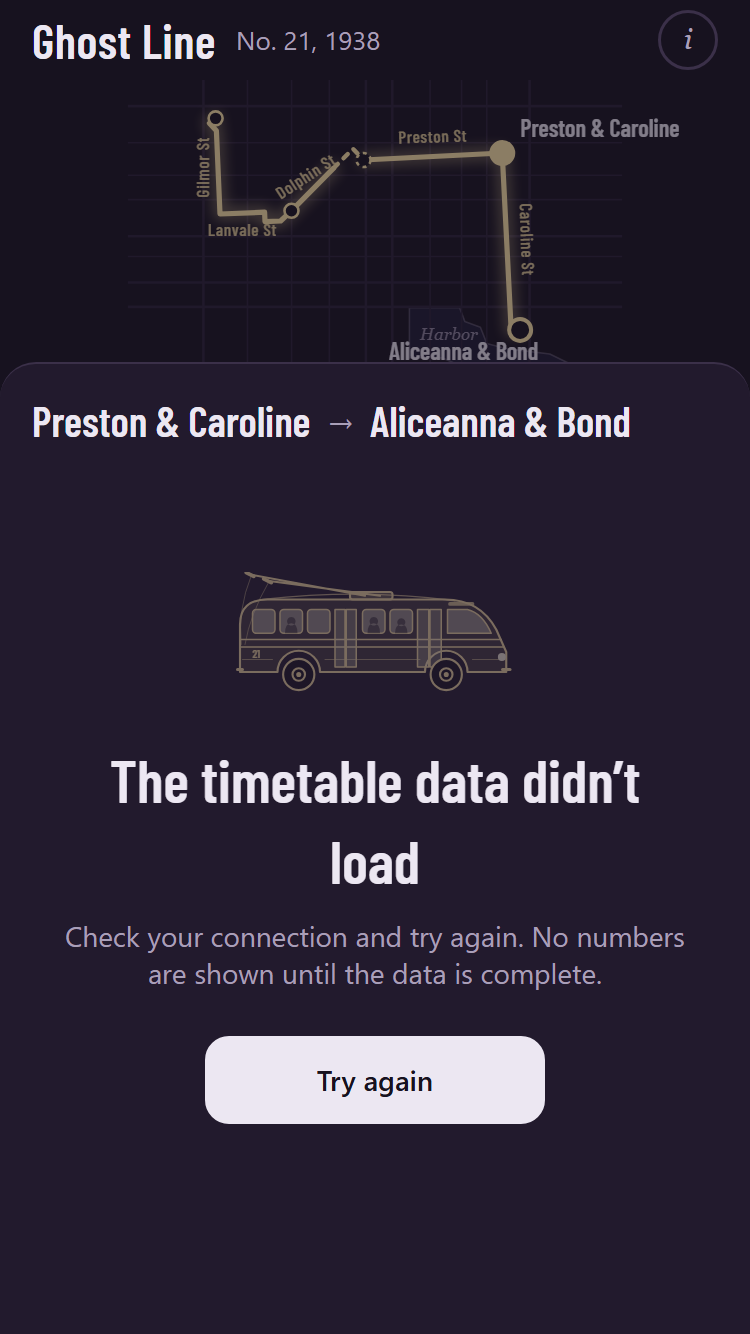 Ghost Line No. 21, 1938 i
Preston St
Preston & Caroline
Gilmor St
Dolphin St
Lanvale St
Caroline St
Harbor
Aliceanna & Bond
Preston & Caroline → Aliceanna & Bond
21
The timetable data didn’t
load
Check your connection and try again. No numbers
are shown until the data is complete.
Try again